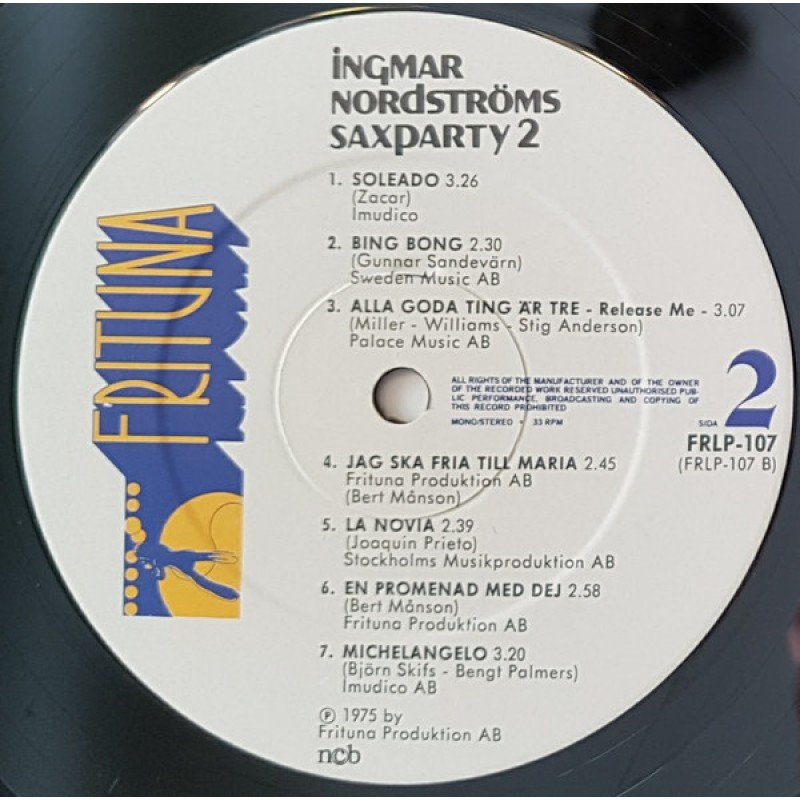 INGMAR
NORDSTRÖMS
SAXPARTY 2
1. SOLEADO 3.26
(Zacar)
Imudico
2. BING BONG 2.30
(Gunnar Sandevärn)
Sweden Music AB
3. ALLA GODA TING ÄR TRE - Release Me - 3.07
(Miller - Williams - Stig Anderson)
Palace Music AB
FRITUNA
ALL RIGHTS OF THE MANUFACTURER AND OF THE OWNER
OF THE RECORDED WORK RESERVED UNAUTHORISED PUB-
LIC PERFORMANCE, BROADCASTING AND COPYING OF
THIS RECORD PROHIBITED
MONO/STEREO • 33 RPM
SIDA 2
FRLP-107
(FRLP-107 B)
4. JAG SKA FRIA TILL MARIA 2.45
Frituna Produktion AB
(Bert Månson)
5. LA NOVIA 2.39
(Joaquin Prieto)
Stockholms Musikproduktion AB
6. EN PROMENAD MED DEJ 2.58
(Bert Månson)
Frituna Produktion AB
7. MICHELANGELO 3.20
(Björn Skifs - Bengt Palmers)
Imudico AB
℗ 1975 by
Frituna Produktion AB
ncb